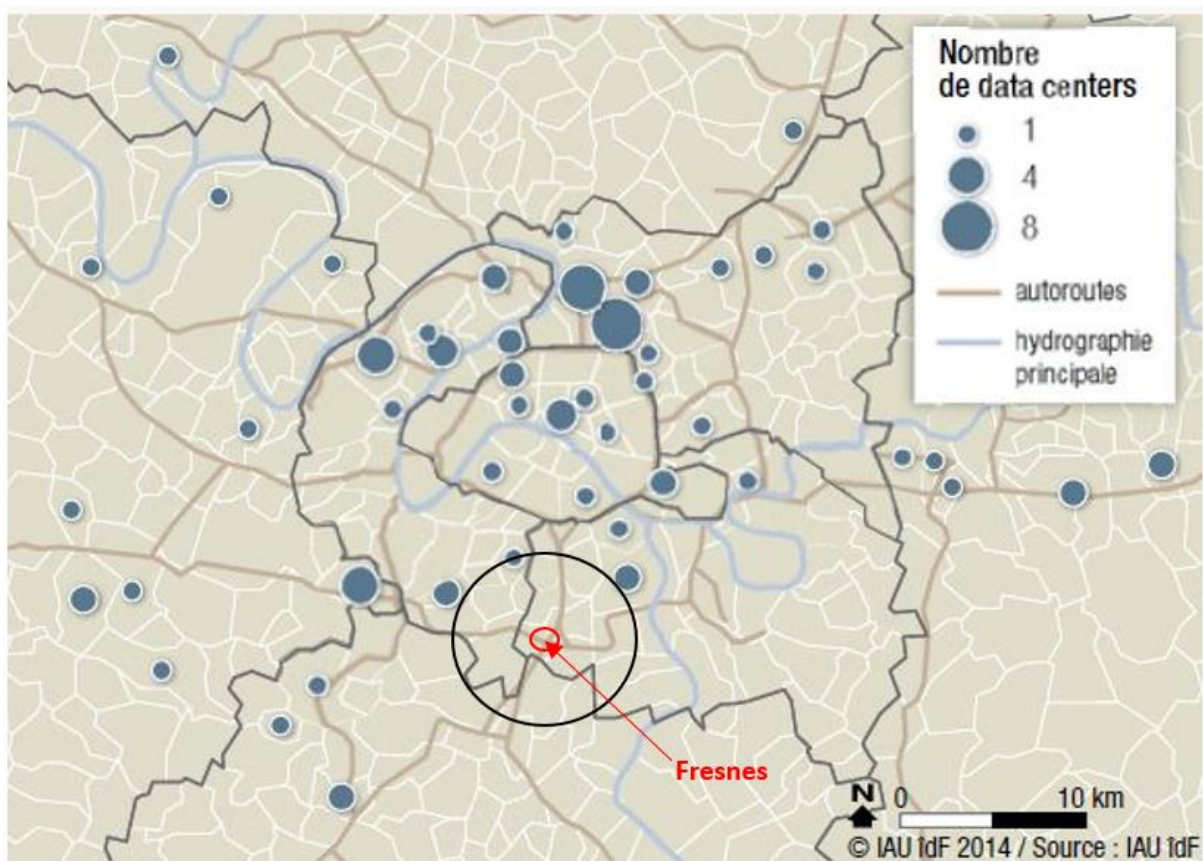 Nombre
de data centers
1
4
8
autoroutes
hydrographie
principale
Fresnes
N 0 10 km
© IAU îdF 2014 / Source : IAU îdF